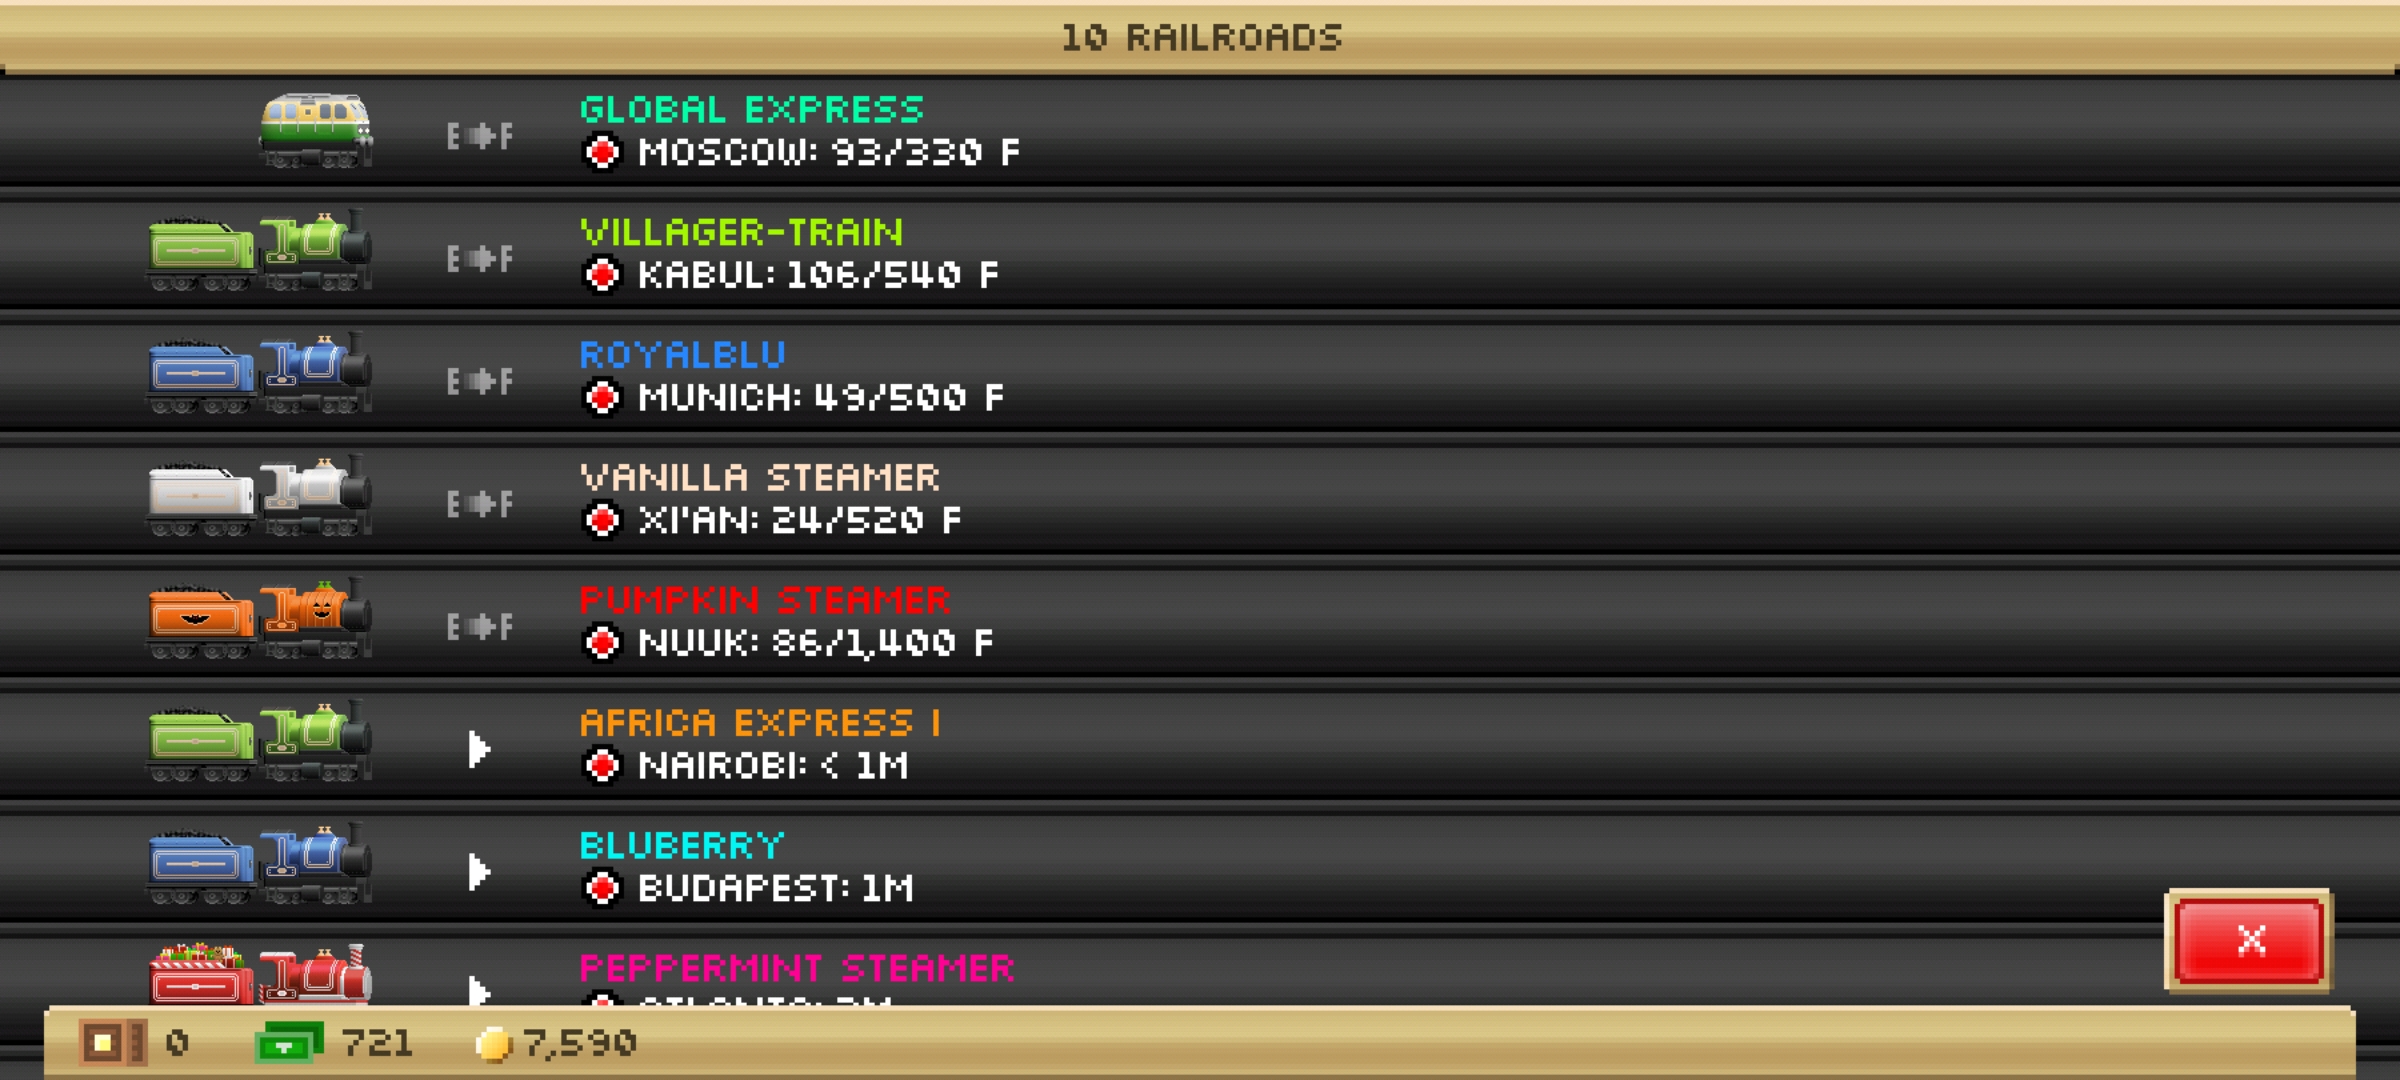 10 RAILROADS
E F
GLOBAL EXPRESS
MOSCOW: 93/330 F
E F
VILLAGER-TRAIN
KABUL: 106/540 F
E F
ROYALBLU
MUNICH: 49/500 F
E F
VANILLA STEAMER
XI'AN: 24/520 F
E F
PUMPKIN STEAMER
NUUK: 86/1,400 F
AFRICA EXPRESS I
NAIROBI: < 1M
BLUBERRY
BUDAPEST: 1M
PEPPERMINT STEAMER
X
0 721 7,590